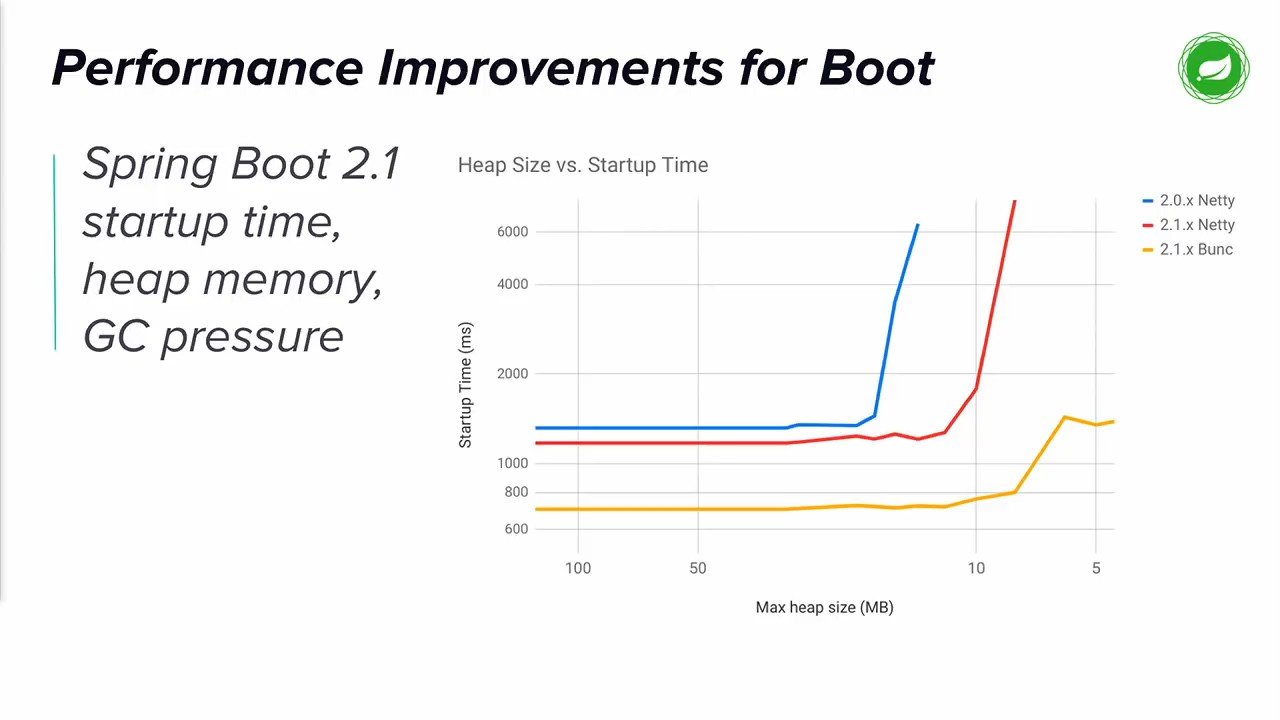 Performance Improvements for Boot
Spring Boot 2.1
startup time,
heap memory,
GC pressure
Heap Size vs. Startup Time
2.0.x Netty
2.1.x Netty
2.1.x Bunc
Startup Time (ms)
6000
4000
2000
1000
800
600
100 50 10 5
Max heap size (MB)